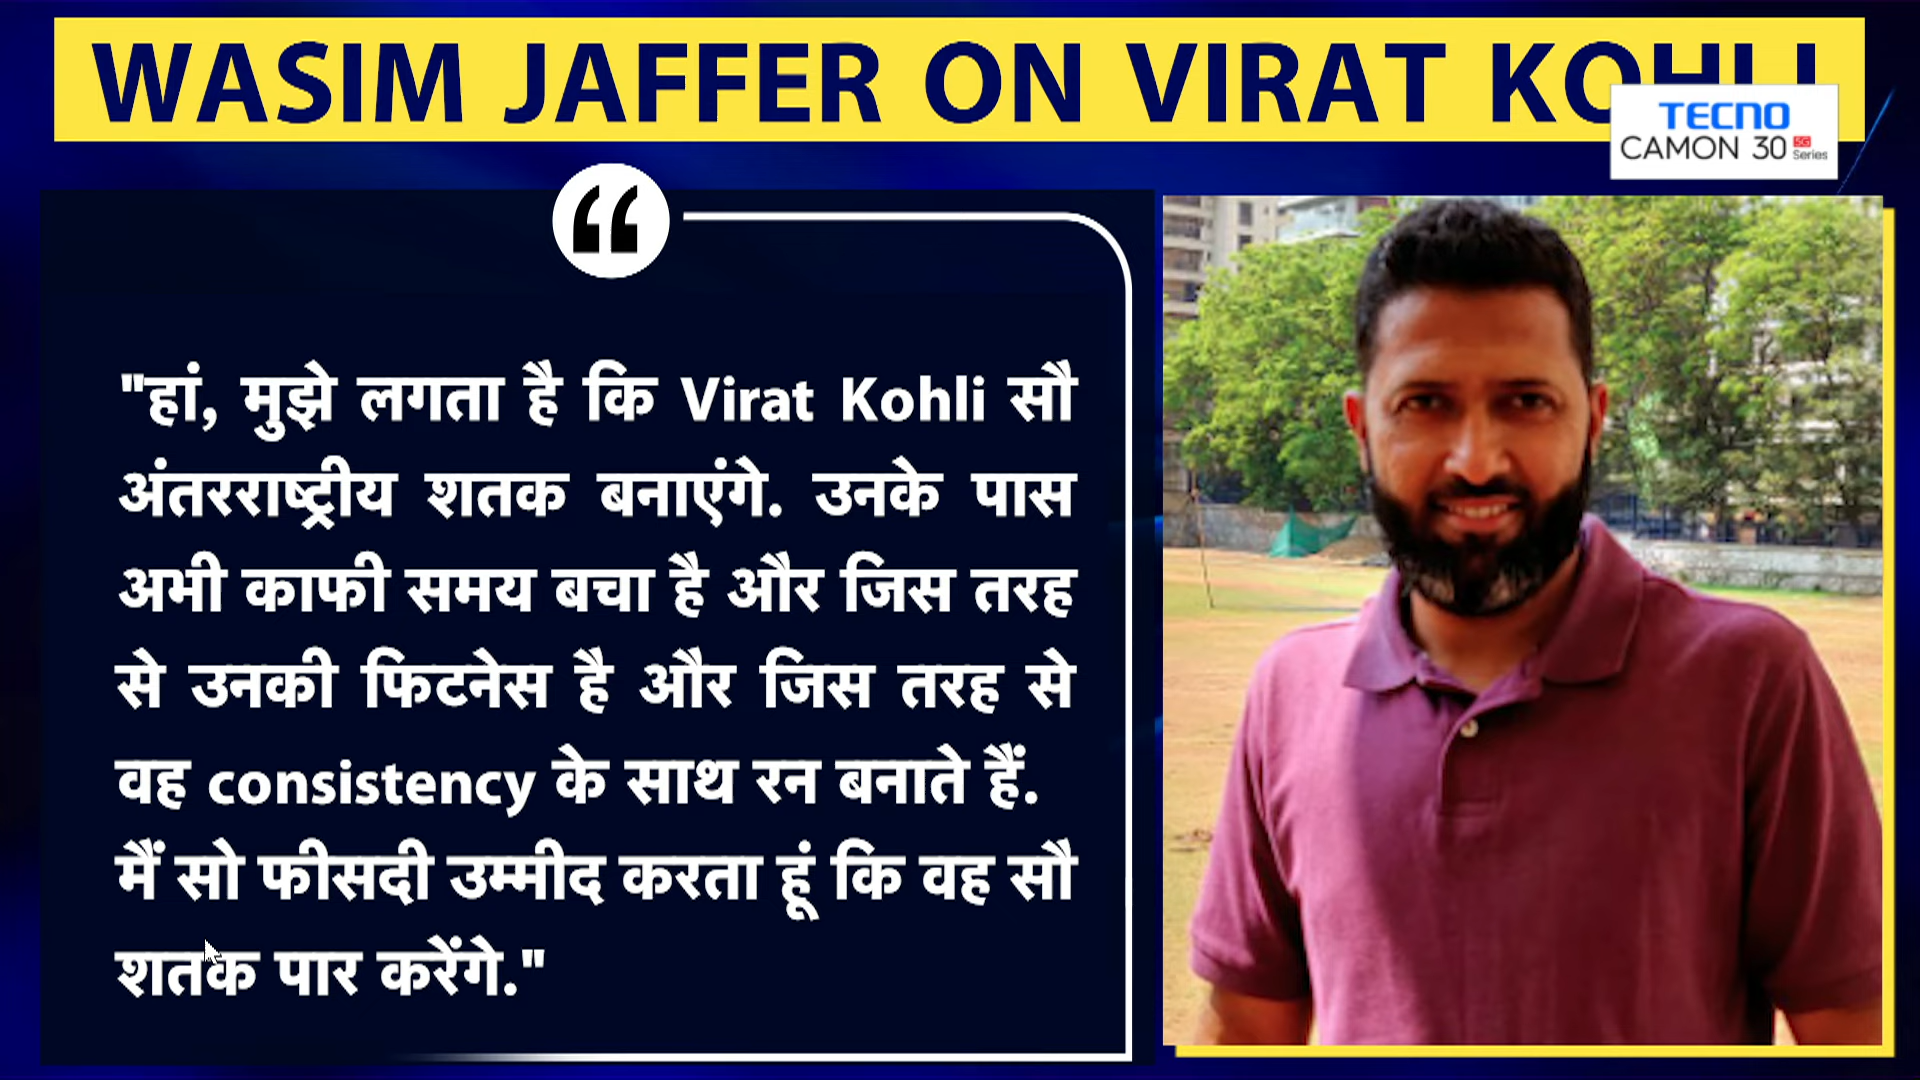 WASIM JAFFER ON VIRAT KOHLI
TECNO
CAMON 30 5G Series
"हां, मुझे लगता है कि Virat Kohli सौ
अंतरराष्ट्रीय शतक बनाएंगे. उनके पास
अभी काफी समय बचा है और जिस तरह
से उनकी फिटनेस है और जिस तरह से
वह consistency के साथ रन बनाते हैं.
मैं सो फीसदी उम्मीद करता हूं कि वह सौ
शतक पार करेंगे."